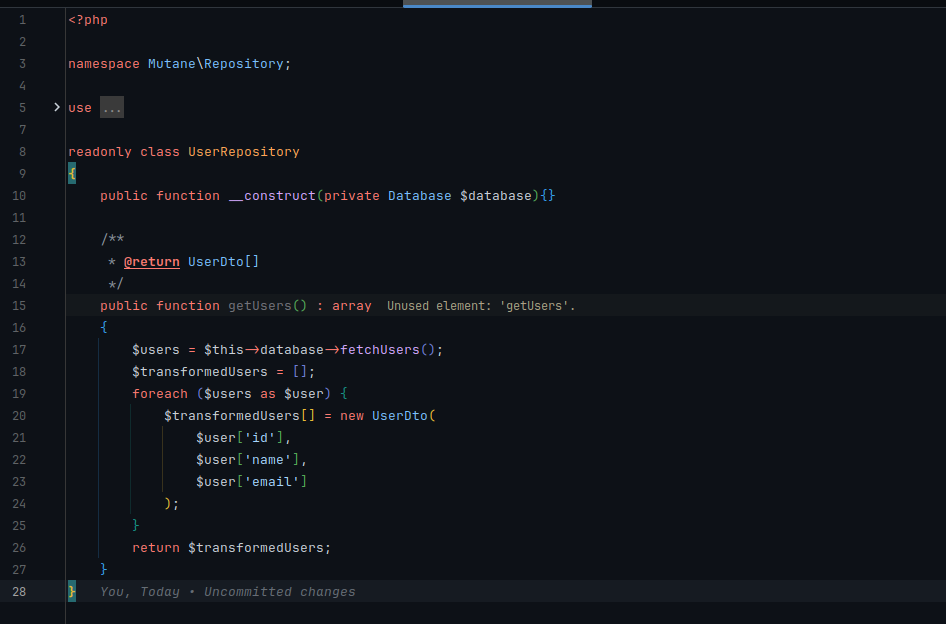 1 <?php
2
3 namespace Mutane\Repository;
4
5 use ...
7
8 readonly class UserRepository
9 {
10 public function __construct(private Database $database){}
11
12 /**
13 * @return UserDto[]
14 */
15 public function getUsers() : array Unused element: 'getUsers'.
16 {
17 $users = $this->database->fetchUsers();
18 $transformedUsers = [];
19 foreach ($users as $user) {
20 $transformedUsers[] = new UserDto(
21 $user['id'],
22 $user['name'],
23 $user['email']
24 );
25 }
26 return $transformedUsers;
27 }
28 } You, Today • Uncommitted changes